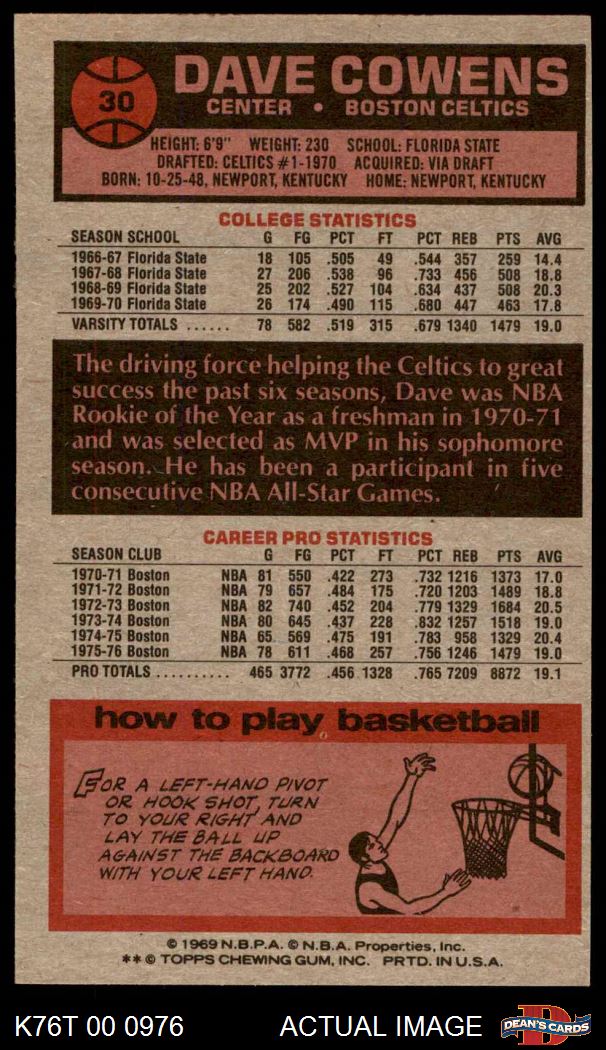 30
DAVE COWENS
CENTER • BOSTON CELTICS
HEIGHT: 6'9" WEIGHT: 230 SCHOOL: FLORIDA STATE
DRAFTED: CELTICS #1-1970 ACQUIRED: VIA DRAFT
BORN: 10-25-48, NEWPORT, KENTUCKY HOME: NEWPORT, KENTUCKY
COLLEGE STATISTICS
SEASON SCHOOL G FG PCT FT PCT REB PTS AVG
1966-67 Florida State 18 105 .505 49 .544 357 259 14.4
1967-68 Florida State 27 206 .538 96 .733 456 508 18.8
1968-69 Florida State 25 202 .527 104 .634 437 508 20.3
1969-70 Florida State 26 174 .490 115 .680 447 463 17.8
VARSITY TOTALS ...... 78 582 .519 315 .679 1340 1479 19.0
The driving force helping the Celtics to great
success the past six seasons, Dave was NBA
Rookie of the Year as a freshman in 1970-71
and was selected as MVP in his sophomore
season. He has been a participant in five
consecutive NBA All-Star Games.
CAREER PRO STATISTICS
SEASON CLUB G FG PCT FT PCT REB PTS AVG
1970-71 Boston NBA 81 550 .422 273 .732 1216 1373 17.0
1971-72 Boston NBA 79 657 .484 175 .720 1203 1489 18.8
1972-73 Boston NBA 82 740 .452 204 .779 1329 1684 20.5
1973-74 Boston NBA 80 645 .437 228 .832 1257 1518 19.0
1974-75 Boston NBA 65 569 .475 191 .783 958 1329 20.4
1975-76 Boston NBA 78 611 .468 257 .756 1246 1479 19.0
PRO TOTALS .......... 465 3772 .456 1328 .765 7209 8872 19.1
how to play basketball
FOR A LEFT-HAND PIVOT
OR HOOK SHOT, TURN
TO YOUR RIGHT AND
LAY THE BALL UP
AGAINST THE BACKBOARD
WITH YOUR LEFT HAND.
© 1969 N.B.P.A. © N.B.A. Properties, Inc.
** © TOPPS CHEWING GUM, INC. PRTD. IN U.S.A.
K76T 00 0976 ACTUAL IMAGE
D
DEAN'S CARDS